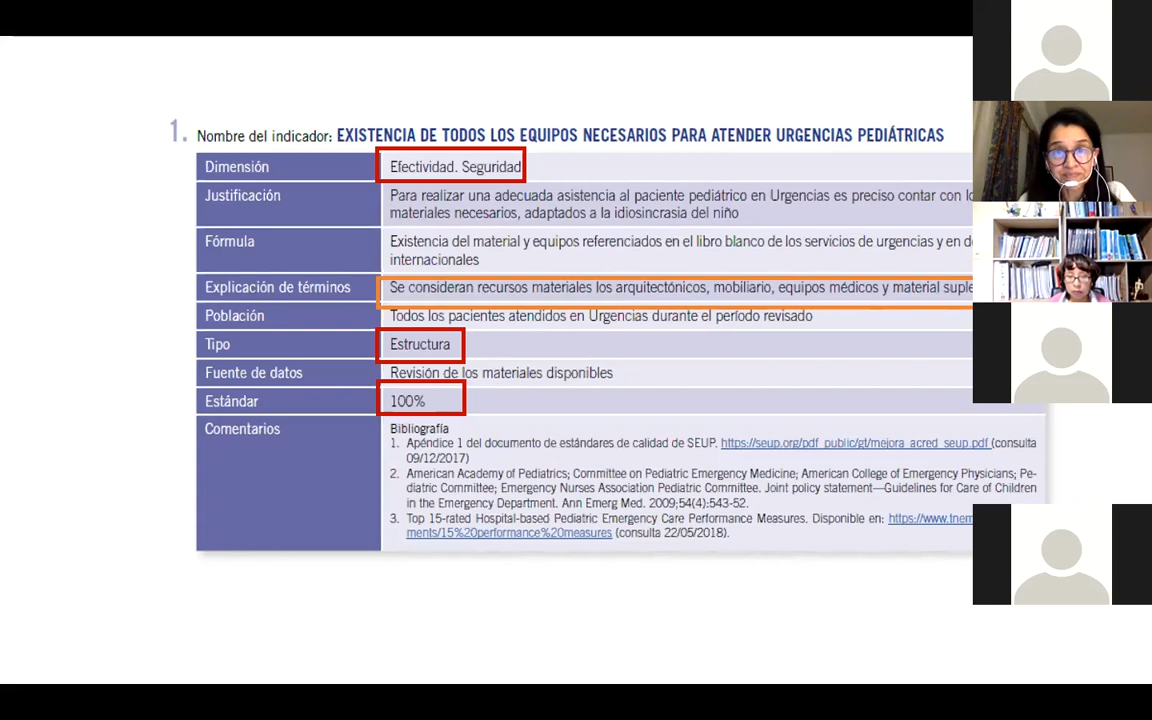 1. Nombre del indicador: EXISTENCIA DE TODOS LOS EQUIPOS NECESARIOS PARA ATENDER URGENCIAS PEDIÁTRICAS
Dimensión Efectividad. Seguridad
Justificación Para realizar una adecuada asistencia al paciente pediátrico en Urgencias es preciso contar con
materiales necesarios, adaptados a la idiosincrasia del niño
Fórmula Existencia del material y equipos referenciados en el libro blanco de los servicios de urgencias y en
internacionales
Explicación de términos Se consideran recursos materiales los arquitectónicos, mobiliario, equipos médicos y material
Población Todos los pacientes atendidos en Urgencias durante el período revisado
Tipo Estructura
Fuente de datos Revisión de los materiales disponibles
Estándar 100%
Comentarios Bibliografía
1. Apéndice 1 del documento de estándares de calidad de SEUP. https://seup.org/pdf_public/gt/mejora_acred_seup.pdf (consulta
09/12/2017)
2. American Academy of Pediatrics; Committee on Pediatric Emergency Medicine; American College of Emergency Physicians; Pe-
diatric Committee; Emergency Nurses Association Pediatric Committee. Joint policy statement—Guidelines for Care of Children
in the Emergency Department. Ann Emerg Med. 2009;54(4):543-52.
3. Top 15-rated Hospital-based Pediatric Emergency Care Performance Measures. Disponible en: https://www.tnem
ments/15%20performance%20measures (consulta 22/05/2018).